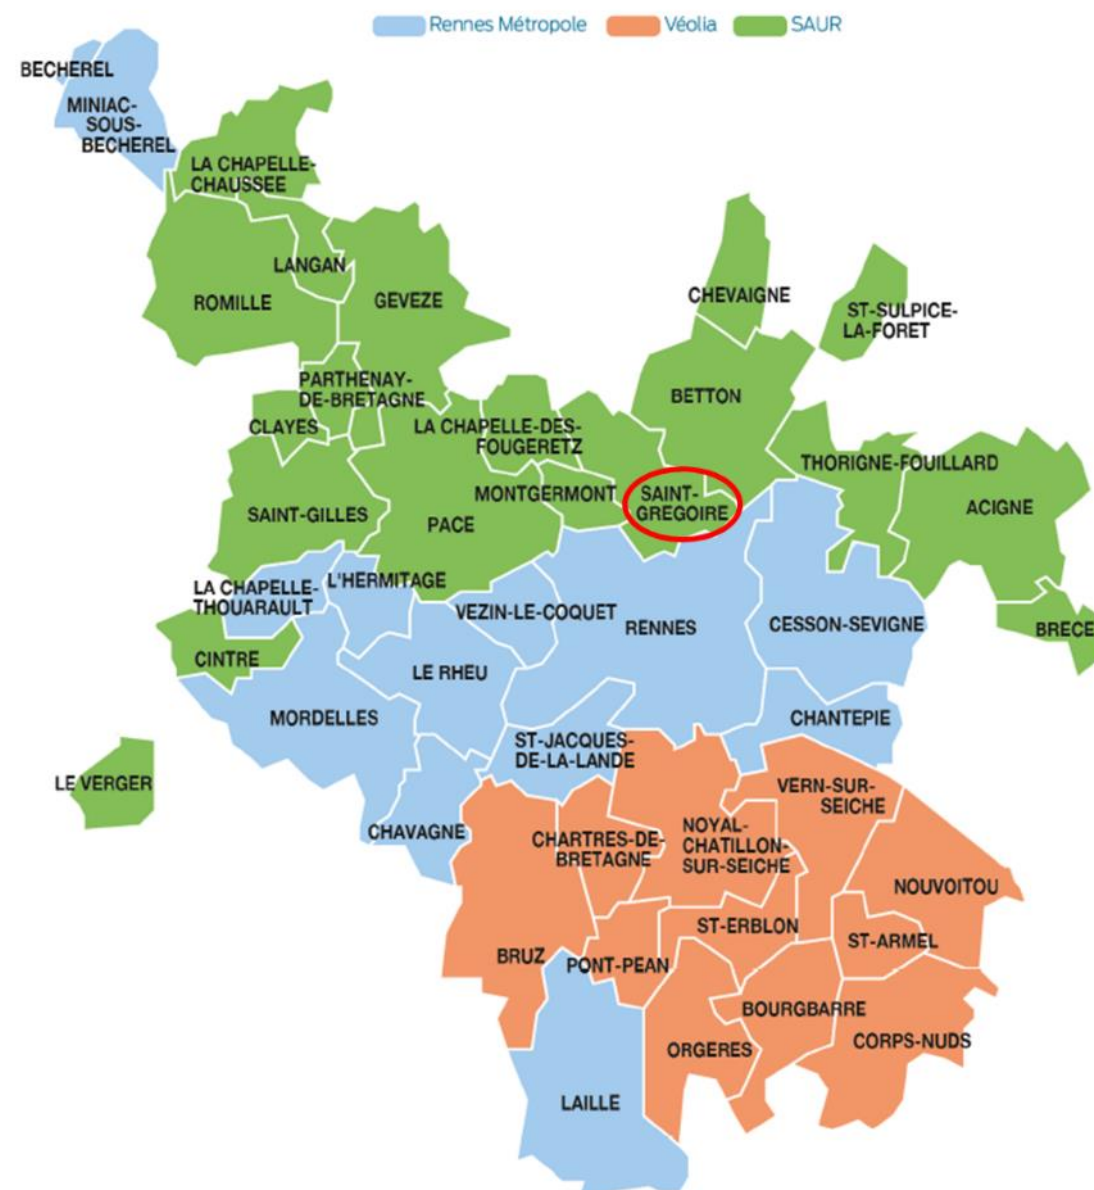 Rennes Métropole
Véolia
SAUR
BECHEREL
MINIAC-
SOUS-
BECHEREL
LA CHAPELLE-
CHAUSSEE
LANGAN
ROMILLE
GEVEZE
CHEVAIGNE
ST-SULPICE-
LA-FORET
PARTHENAY-
DE-BRETAGNE
BETTON
CLAYES
LA CHAPELLE-DES-
FOUGERETZ
THORIGNE-FOUILLARD
MONTGERMONT
SAINT-
GREGOIRE
ACIGNE
SAINT-GILLES
PACE
LA CHAPELLE-
THOUARAULT
L'HERMITAGE
VEZIN-LE-COQUET
RENNES
CESSON-SEVIGNE
BRECE
CINTRE
LE RHEU
MORDELLES
CHANTEPIE
ST-JACQUES-
DE-LA-LANDE
LE VERGER
VERN-SUR-
SEICHE
CHAVAGNE
CHARTRES-DE-
BRETAGNE
NOYAL-
CHATILLON-
SUR-SEICHE
NOUVOITOU
ST-ERBLON
ST-ARMEL
BRUZ
PONT-PEAN
BOURGBARRE
ORGERES
CORPS-NUDS
LAILLE